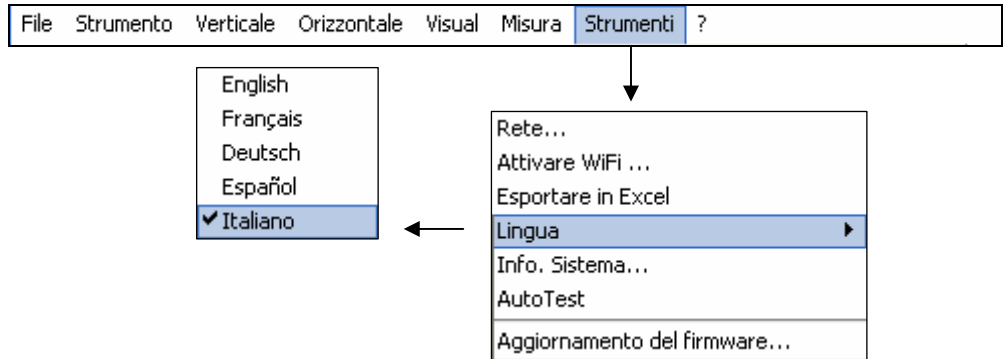 File Strumento Verticale Orizzontale Visual Misura Strumenti ?
English
Français
Deutsch
Español
Italiano
Rete...
Attivare WiFi ...
Esportare in Excel
Lingua
Info. Sistema...
AutoTest
Aggiornamento del firmware...